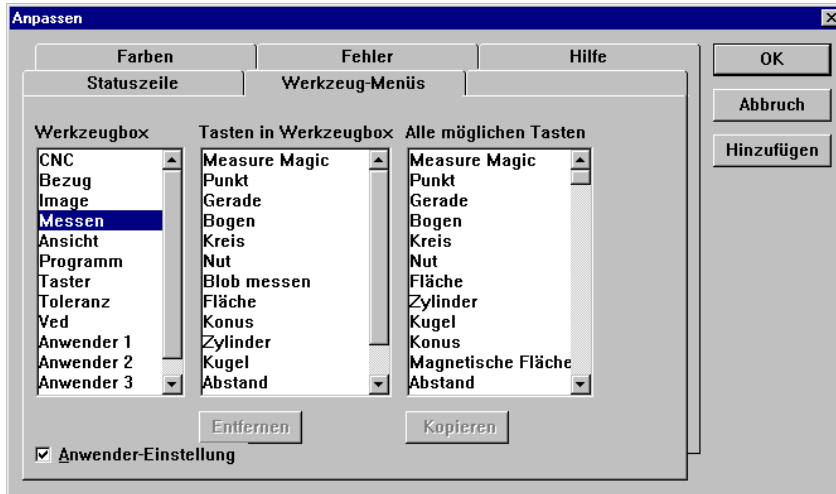 Anpassen
Farben
Fehler
Hilfe
Statuszeile
Werkzeug-Menüs
OK
Abbruch
Hinzufügen
Werkzeugbox
CNC
Bezug
Image
Messen
Ansicht
Programm
Taster
Toleranz
Ved
Anwender 1
Anwender 2
Anwender 3
Tasten in Werkzeugbox
Measure Magic
Punkt
Gerade
Bogen
Kreis
Nut
Blob messen
Fläche
Konus
Zylinder
Kugel
Abstand
Entfernen
Alle möglichen Tasten
Measure Magic
Punkt
Gerade
Bogen
Kreis
Nut
Fläche
Zylinder
Kugel
Konus
Magnetische Fläche
Abstand
Kopieren
Anwender-Einstellung